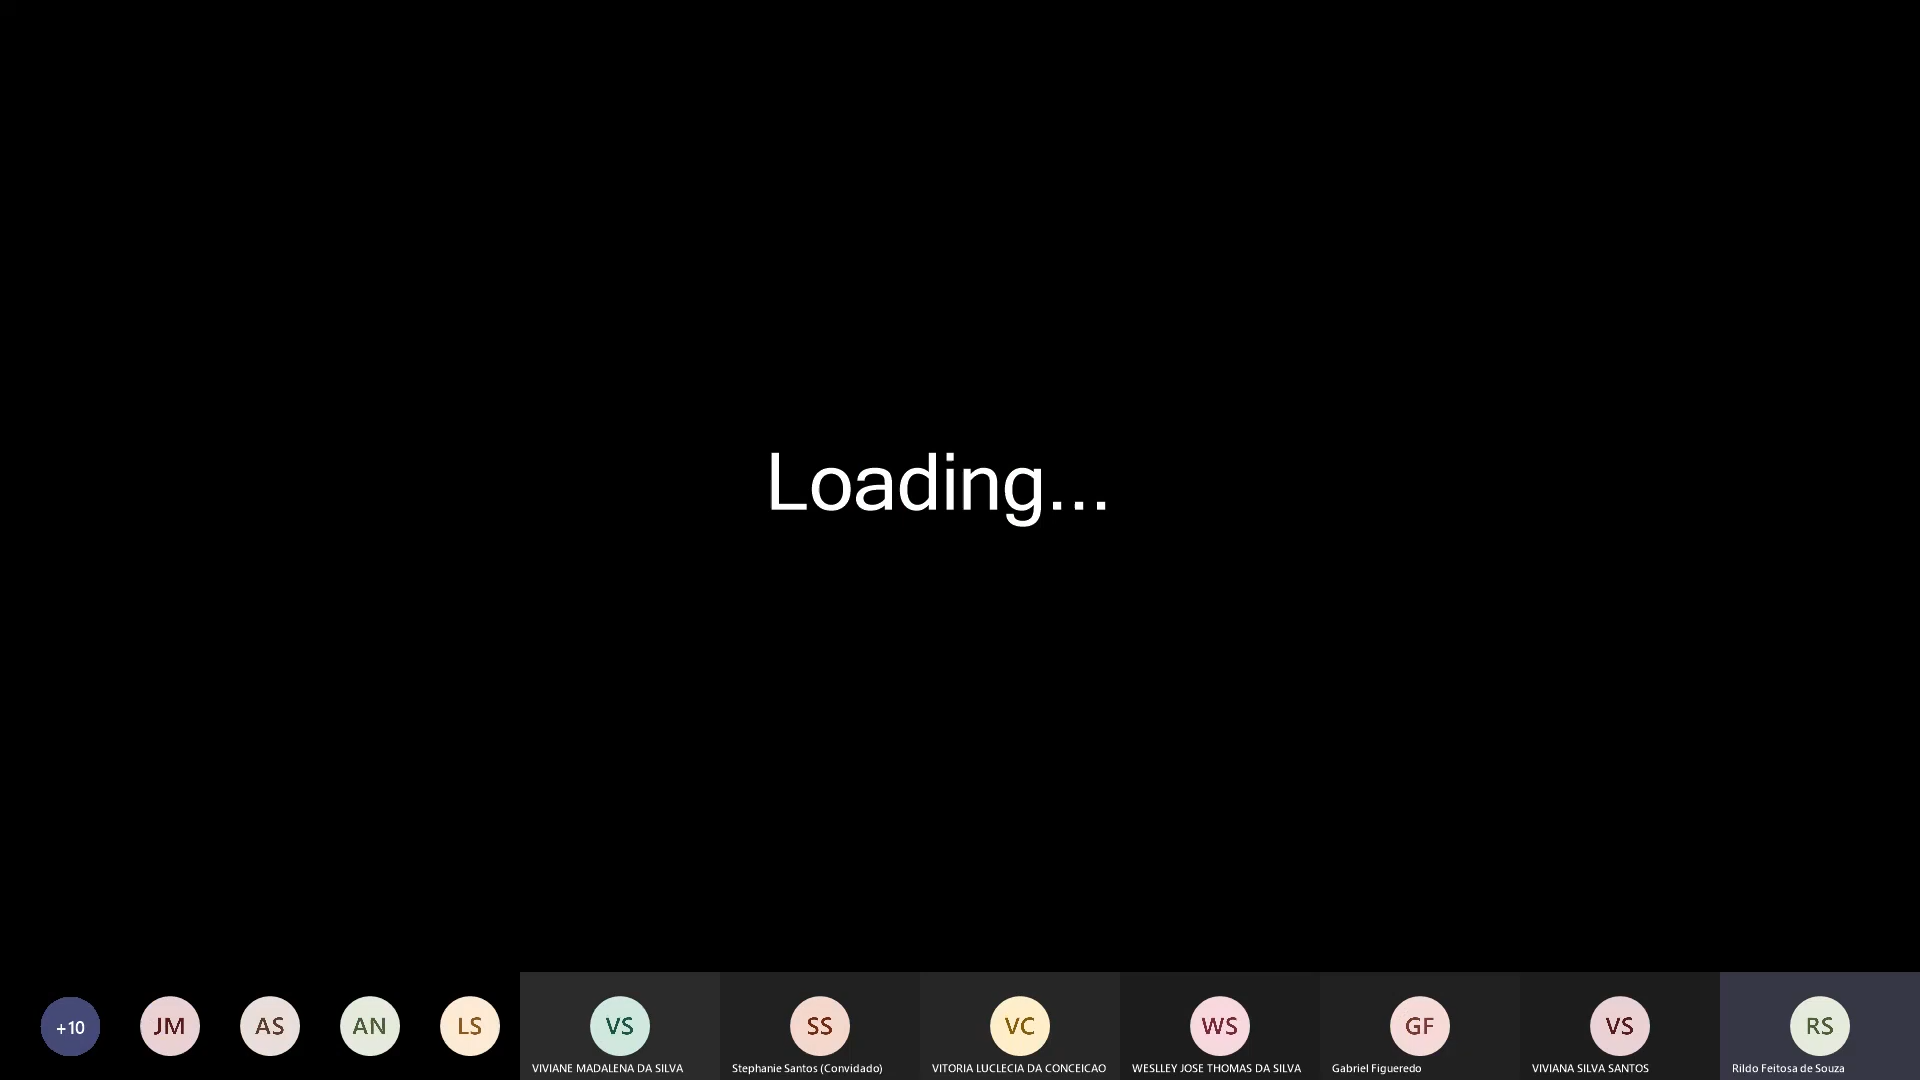 Loading...
+10
JM
AS
AN
LS
VS
SS
VC
WS
GF
VS
RS
VIVIANE MADALENA DA SILVA
Stephanie Santos (Convidado)
VITORIA LUCLECIA DA CONCEICAO
WESLLEY JOSE THOMAS DA SILVA
Gabriel Figueredo
VIVIANA SILVA SANTOS
Rildo Feitosa de Souza